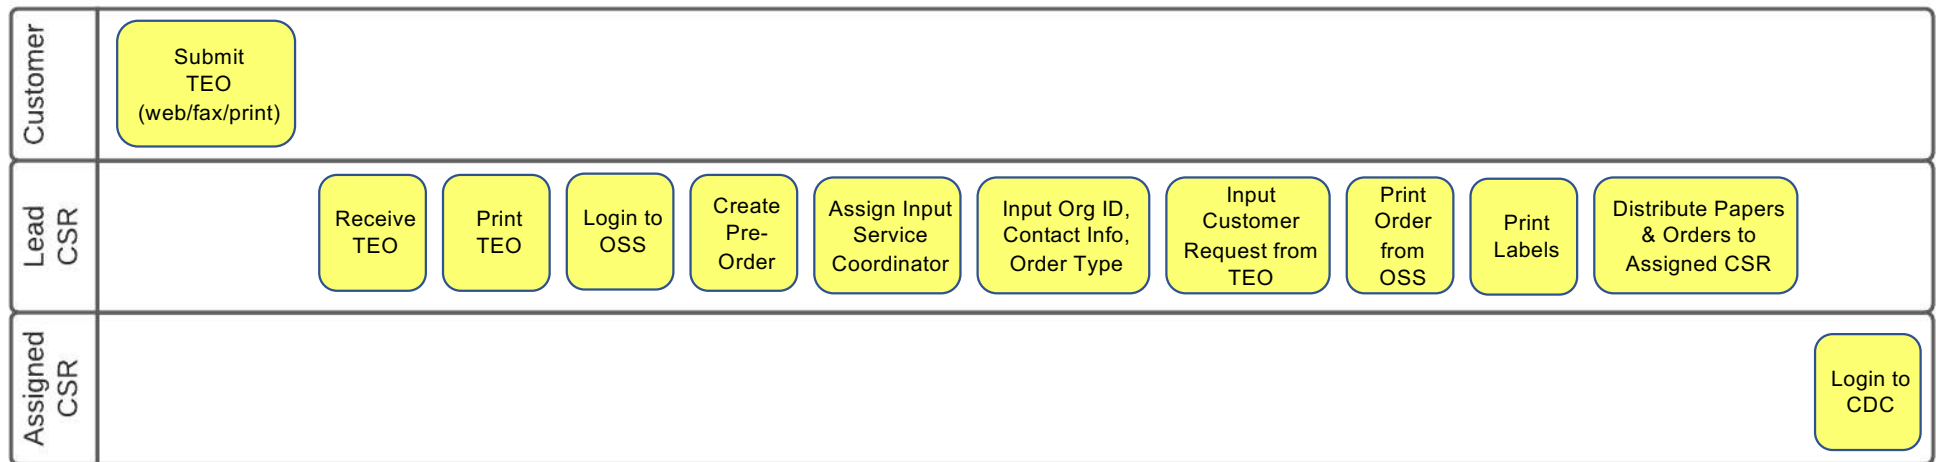 Customer
Submit
TEO
(web/fax/print)
Lead
CSR
Receive
TEO
Print
TEO
Login to
OSS
Create
Pre-
Order
Assign Input
Service
Coordinator
Input Org ID,
Contact Info,
Order Type
Input
Customer
Request from
TEO
Print
Order
from
OSS
Print
Labels
Distribute Papers
& Orders to
Assigned CSR
Assigned
CSR
Login to
CDC